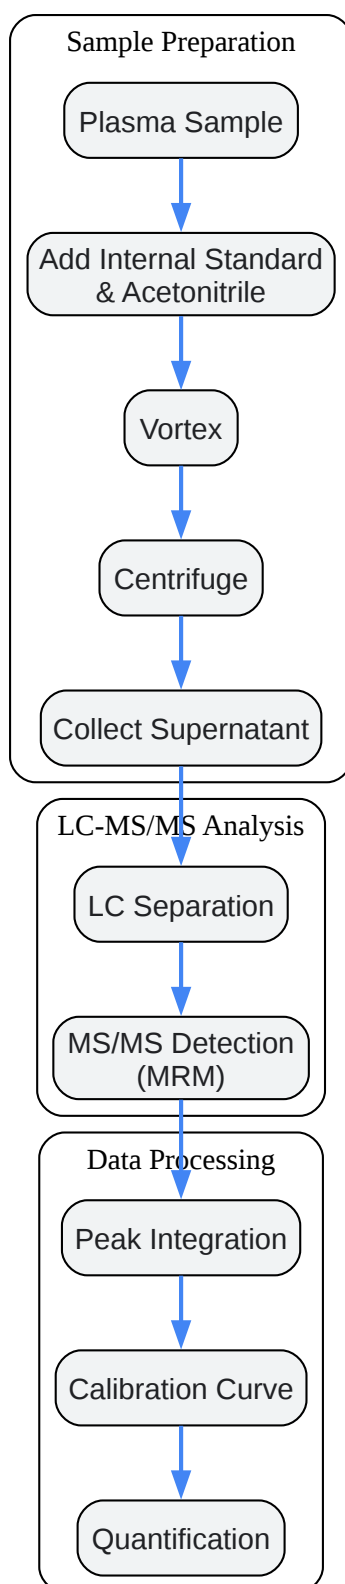 Sample Preparation
Plasma Sample
Add Internal Standard
& Acetonitrile
Vortex
Centrifuge
Collect Supernatant
LC-MS/MS Analysis
LC Separation
MS/MS Detection
(MRM)
Data Processing
Peak Integration
Calibration Curve
Quantification